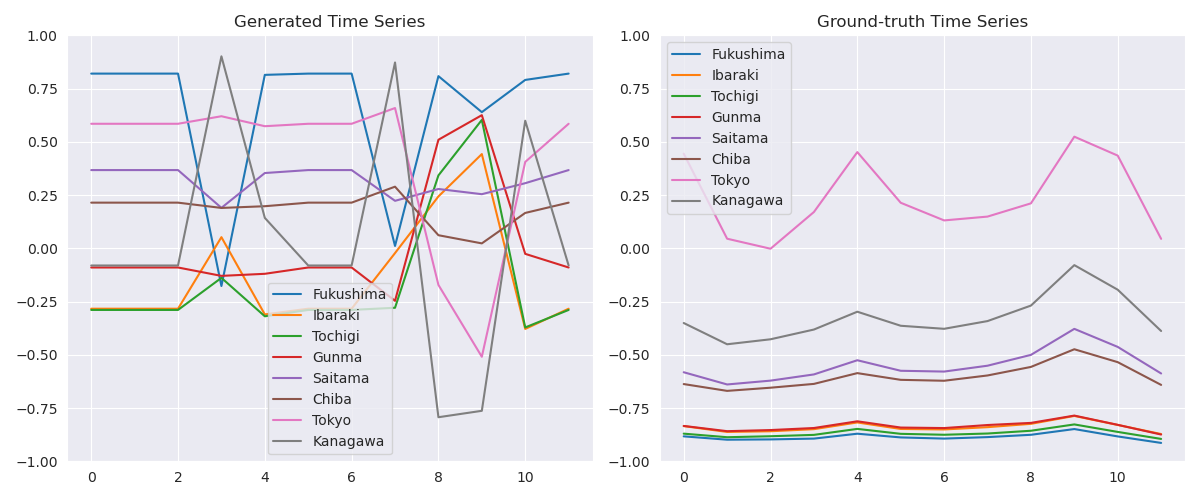 Generated Time Series
1.00
0.75
0.50
0.25
0.00
−0.25
−0.50
−0.75
−1.00
0
2
4
6
8
10
Fukushima
Ibaraki
Tochigi
Gunma
Saitama
Chiba
Tokyo
Kanagawa
Ground-truth Time Series
1.00
0.75
0.50
0.25
0.00
−0.25
−0.50
−0.75
−1.00
0
2
4
6
8
10
Fukushima
Ibaraki
Tochigi
Gunma
Saitama
Chiba
Tokyo
Kanagawa